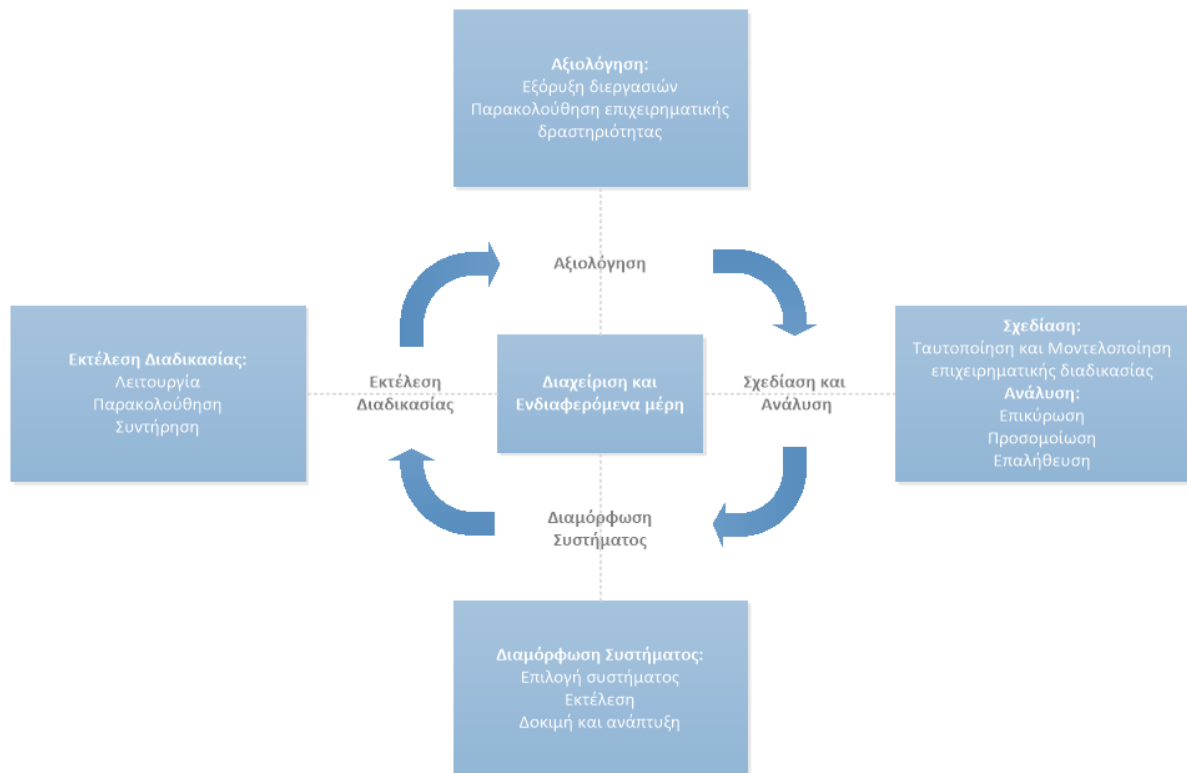 Αξιολόγηση:
Εξόρυξη διεργασιών
Παρακολούθηση επιχειρηματικής
δραστηριότητας
Αξιολόγηση
Εκτέλεση Διαδικασίας:
Λειτουργία
Παρακολούθηση
Συντήρηση
Εκτέλεση
Διαδικασίας
Διαχείριση και
Ενδιαφερόμενα μέρη
Σχεδίαση και
Ανάλυση
Σχεδίαση:
Ταυτοποίηση και Μοντελοποίηση
επιχειρηματικής διαδικασίας
Ανάλυση:
Επικύρωση
Προσομοίωση
Επαλήθευση
Διαμόρφωση
Συστήματος
Διαμόρφωση Συστήματος:
Επιλογή συστήματος
Εκτέλεση
Δοκιμή και ανάπτυξη